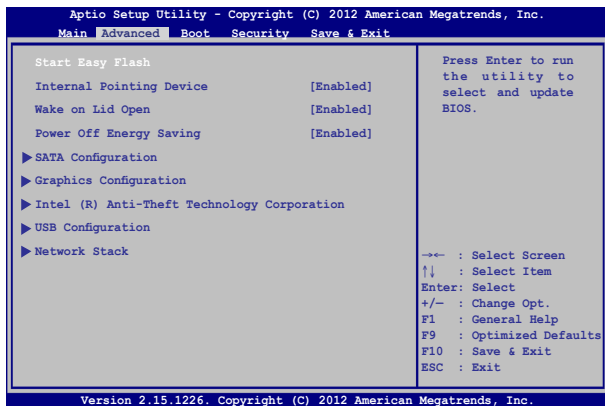 Aptio Setup Utility - Copyright (C) 2012 American Megatrends, Inc.
Main Advanced Boot Security Save & Exit
Start Easy Flash
Internal Pointing Device [Enabled]
Wake on Lid Open [Enabled]
Power Off Energy Saving [Enabled]
SATA Configuration
Graphics Configuration
Intel (R) Anti-Theft Technology Corporation
USB Configuration
Network Stack
Press Enter to run
the utility to
select and update
BIOS.
→← : Select Screen
↑↓ : Select Item
Enter: Select
+/— : Change Opt.
F1 : General Help
F9 : Optimized Defaults
F10 : Save & Exit
ESC : Exit
Version 2.15.1226. Copyright (C) 2012 American Megatrends, Inc.